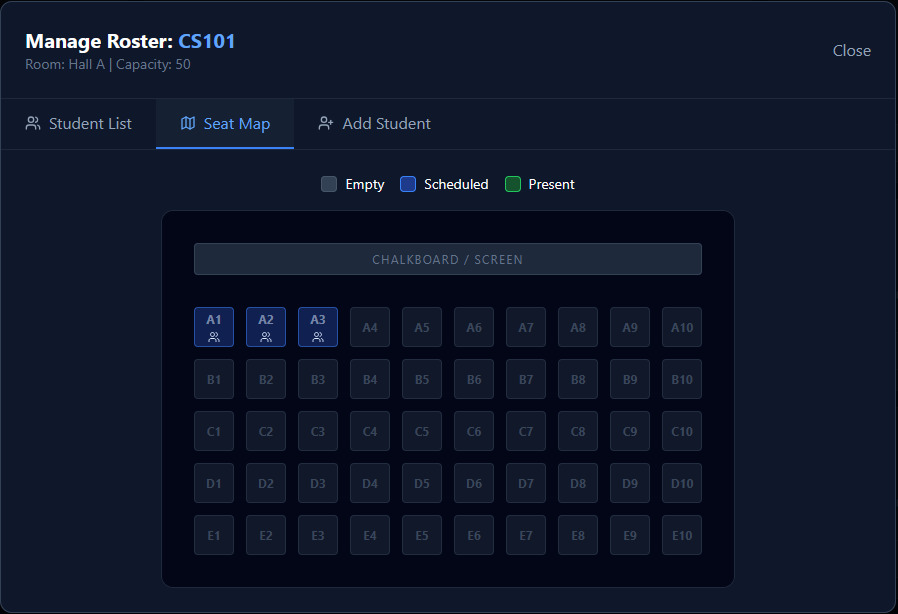 Manage Roster: CS101
Room: Hall A | Capacity: 50
Close
Student List
Seat Map
Add Student
Empty
Scheduled
Present
CHALKBOARD / SCREEN
A1 A2 A3 A4 A5 A6 A7 A8 A9 A10
B1 B2 B3 B4 B5 B6 B7 B8 B9 B10
C1 C2 C3 C4 C5 C6 C7 C8 C9 C10
D1 D2 D3 D4 D5 D6 D7 D8 D9 D10
E1 E2 E3 E4 E5 E6 E7 E8 E9 E10